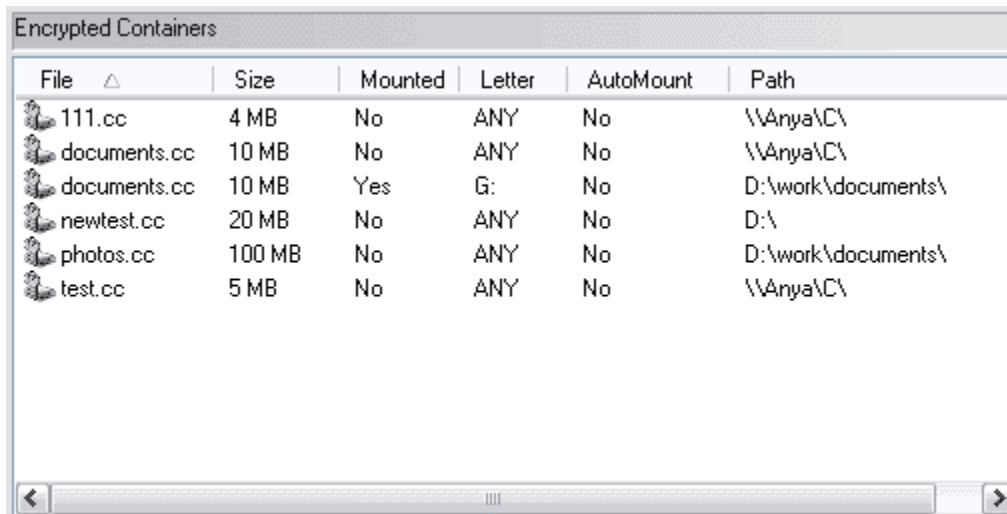 Encrypted Containers
File Size Mounted Letter AutoMount Path
111.cc 4 MB No ANY No \\Anya\C\
documents.cc 10 MB No ANY No \\Anya\C\
documents.cc 10 MB Yes G: No D:\work\documents\
newtest.cc 20 MB No ANY No D:\
photos.cc 100 MB No ANY No D:\work\documents\
test.cc 5 MB No ANY No \\Anya\C\